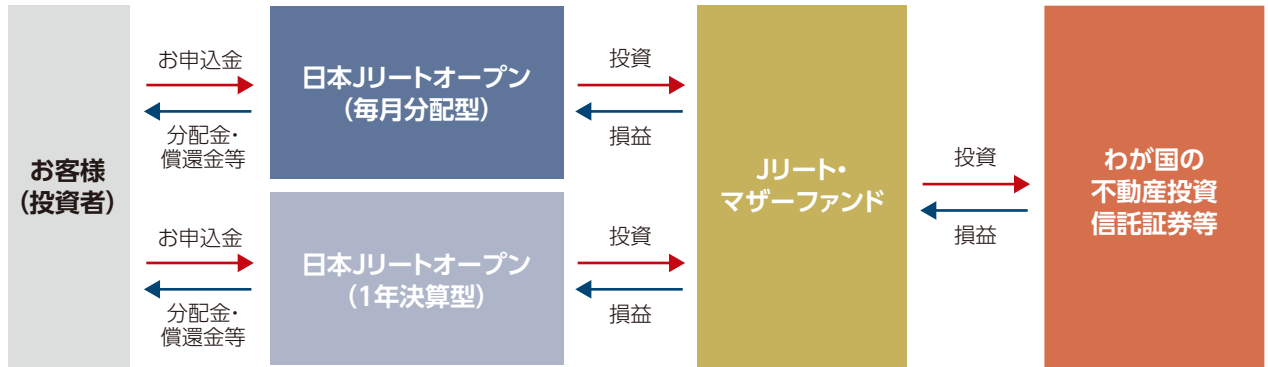 お客様
（投資者）
お申込金
分配金・
償還金等
日本Jリートオープン
（毎月分配型）
投資
損益
お申込金
分配金・
償還金等
日本Jリートオープン
（1年決算型）
投資
損益
Jリート・
マザーファンド
投資
損益
わが国の
不動産投資
信託証券等